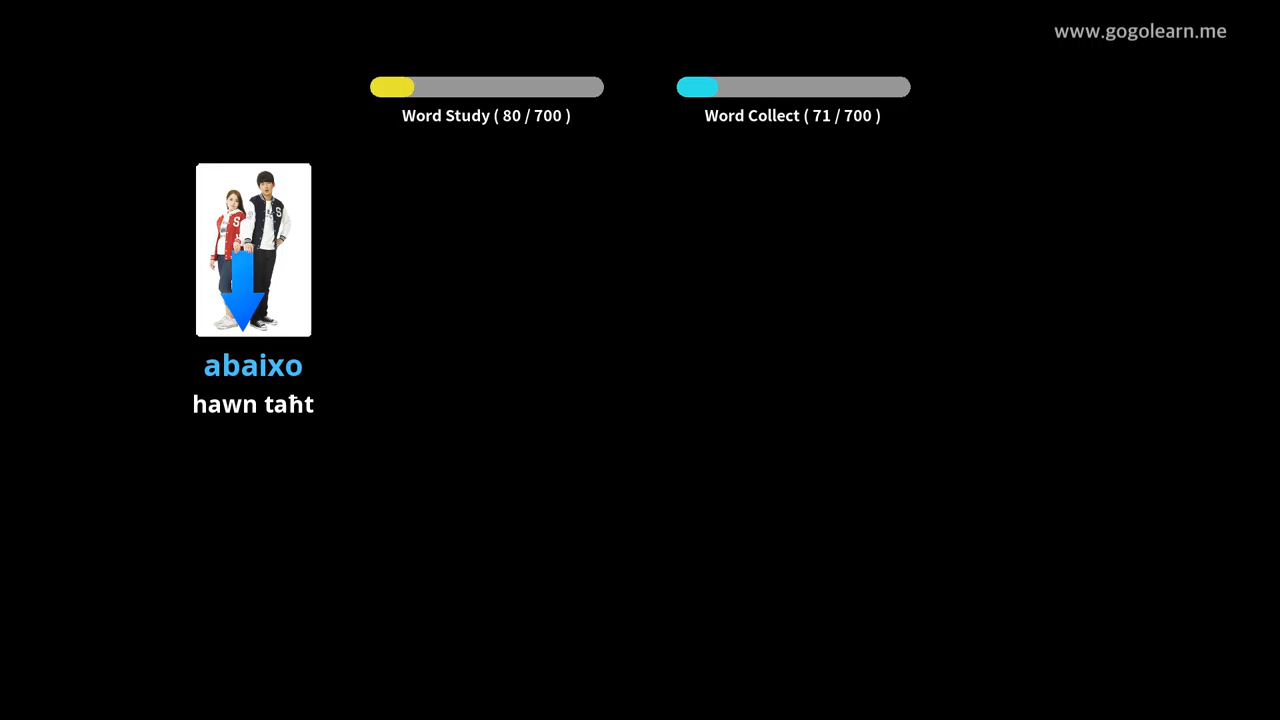 www.gogolearn.me
Word Study ( 80 / 700 )
Word Collect ( 71 / 700 )
S
S
abaixo
hawn taħt